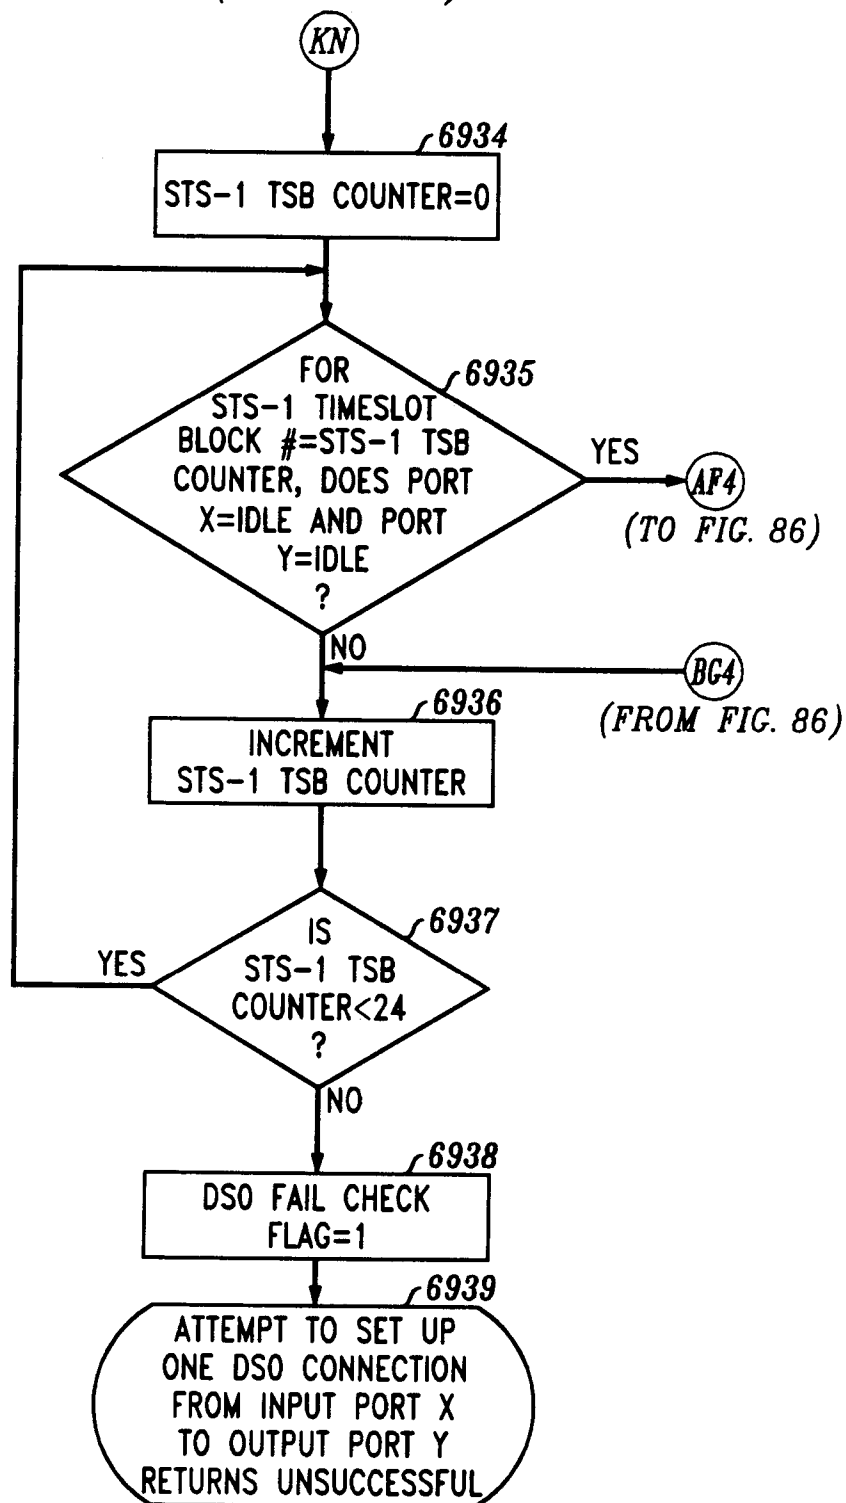 KN
6934
STS-1 TSB COUNTER=0
FOR
6935
STS-1 TIMESLOT
BLOCK #=STS-1 TSB
COUNTER, DOES PORT
X=IDLE AND PORT
Y=IDLE
?
YES
AF4
(TO FIG. 86)
NO
BG4
(FROM FIG. 86)
6936
INCREMENT
STS-1 TSB COUNTER
6937
IS
STS-1 TSB
COUNTER<24
?
YES
NO
6938
DS0 FAIL CHECK
FLAG=1
6939
ATTEMPT TO SET UP
ONE DS0 CONNECTION
FROM INPUT PORT X
TO OUTPUT PORT Y
RETURNS UNSUCCESSFUL